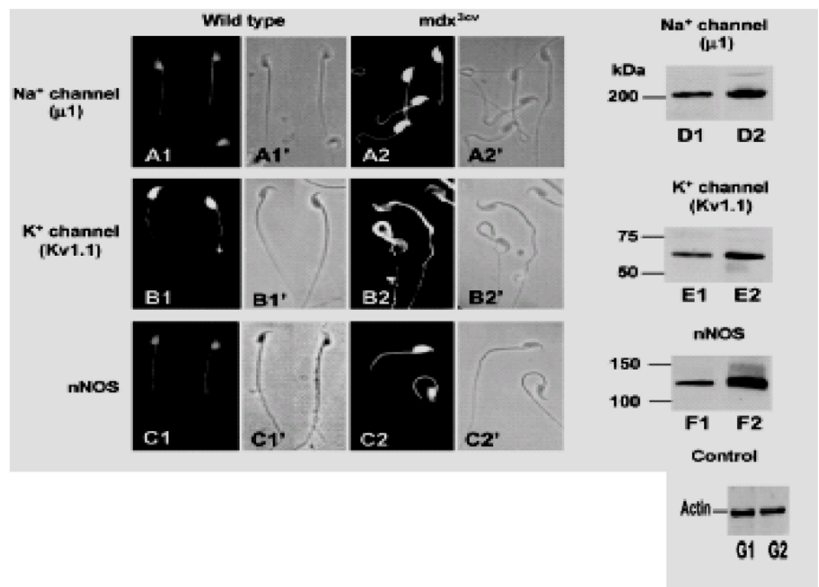 Wild type
mdx3cv
Na+ channel
(μ1)
A1
A1'
A2
A2'
K+ channel
(Kv1.1)
B1
B1'
B2
B2'
nNOS
C1
C1'
C2
C2'
Na+ channel
(μ1)
kDa
200
D1 D2
K+ channel
(Kv1.1)
75
50
E1 E2
nNOS
150
100
F1 F2
Control
Actin
G1 G2